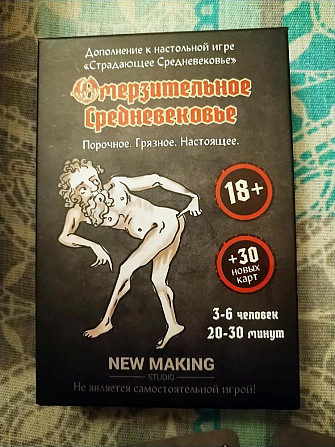 Дополнение к настольной игре
«Страдающее Средневековье»
Омерзительное
Средневековье
Порочное. Грязное. Настоящее.
18+
+30
новых
карт
3-6 человек
20-30 минут
NEW MAKING
STUDIO
Не является самостоятельной игрой!